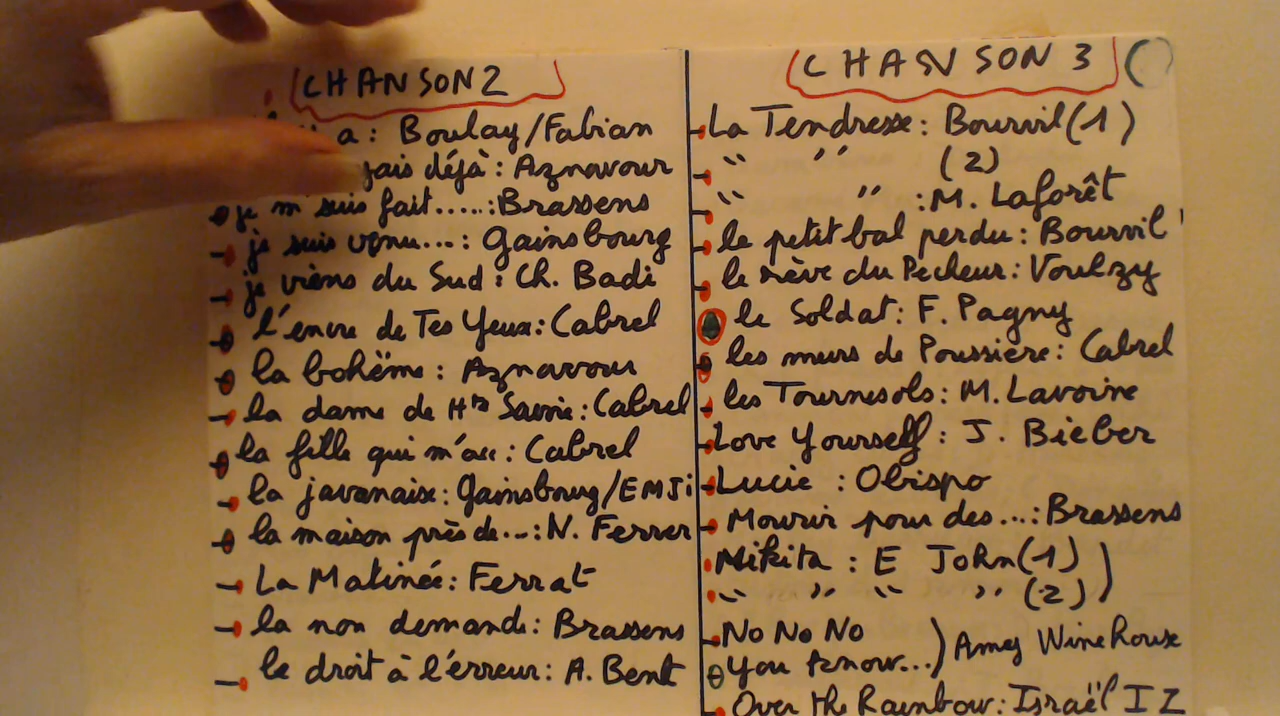 CHANSON 2
a : Boulay/Fabian
jais déjà : Aznavour
je m'suis fait..... : Brassens
je suis venu... : Gainsbourg
je viens du Sud : Ch. Badi
l'encre de Tes Yeux : Cabrel
la bohème : Aznavour
la dame de Hte Savoie : Cabrel
la fille qui m'acc : Cabrel
la javanaise : Gainsbourg/EMJi
la maison près de... : N. Ferrer
La Matinée : Ferrat
la non demande : Brassens
le droit à l'érreur : A. Bent
CHANSON 3
La Tendresse : Bourvil (1)
" " (2)
" " : M. Laforêt
le petit bal perdu : Bourvil
le rève du Pêcheur : Voulzy
le Soldat : F. Pagny
les murs de Poussière : Cabrel
les Tournesols : M. Lavoine
Love Yourself : J. Bieber
Lucie : Obispo
Mourir pour des... : Brassens
Nikita : E John (1)
" " " " (2)
No No No
You know...) Amy Winehouse
Over the Rainbow : Israël IZ